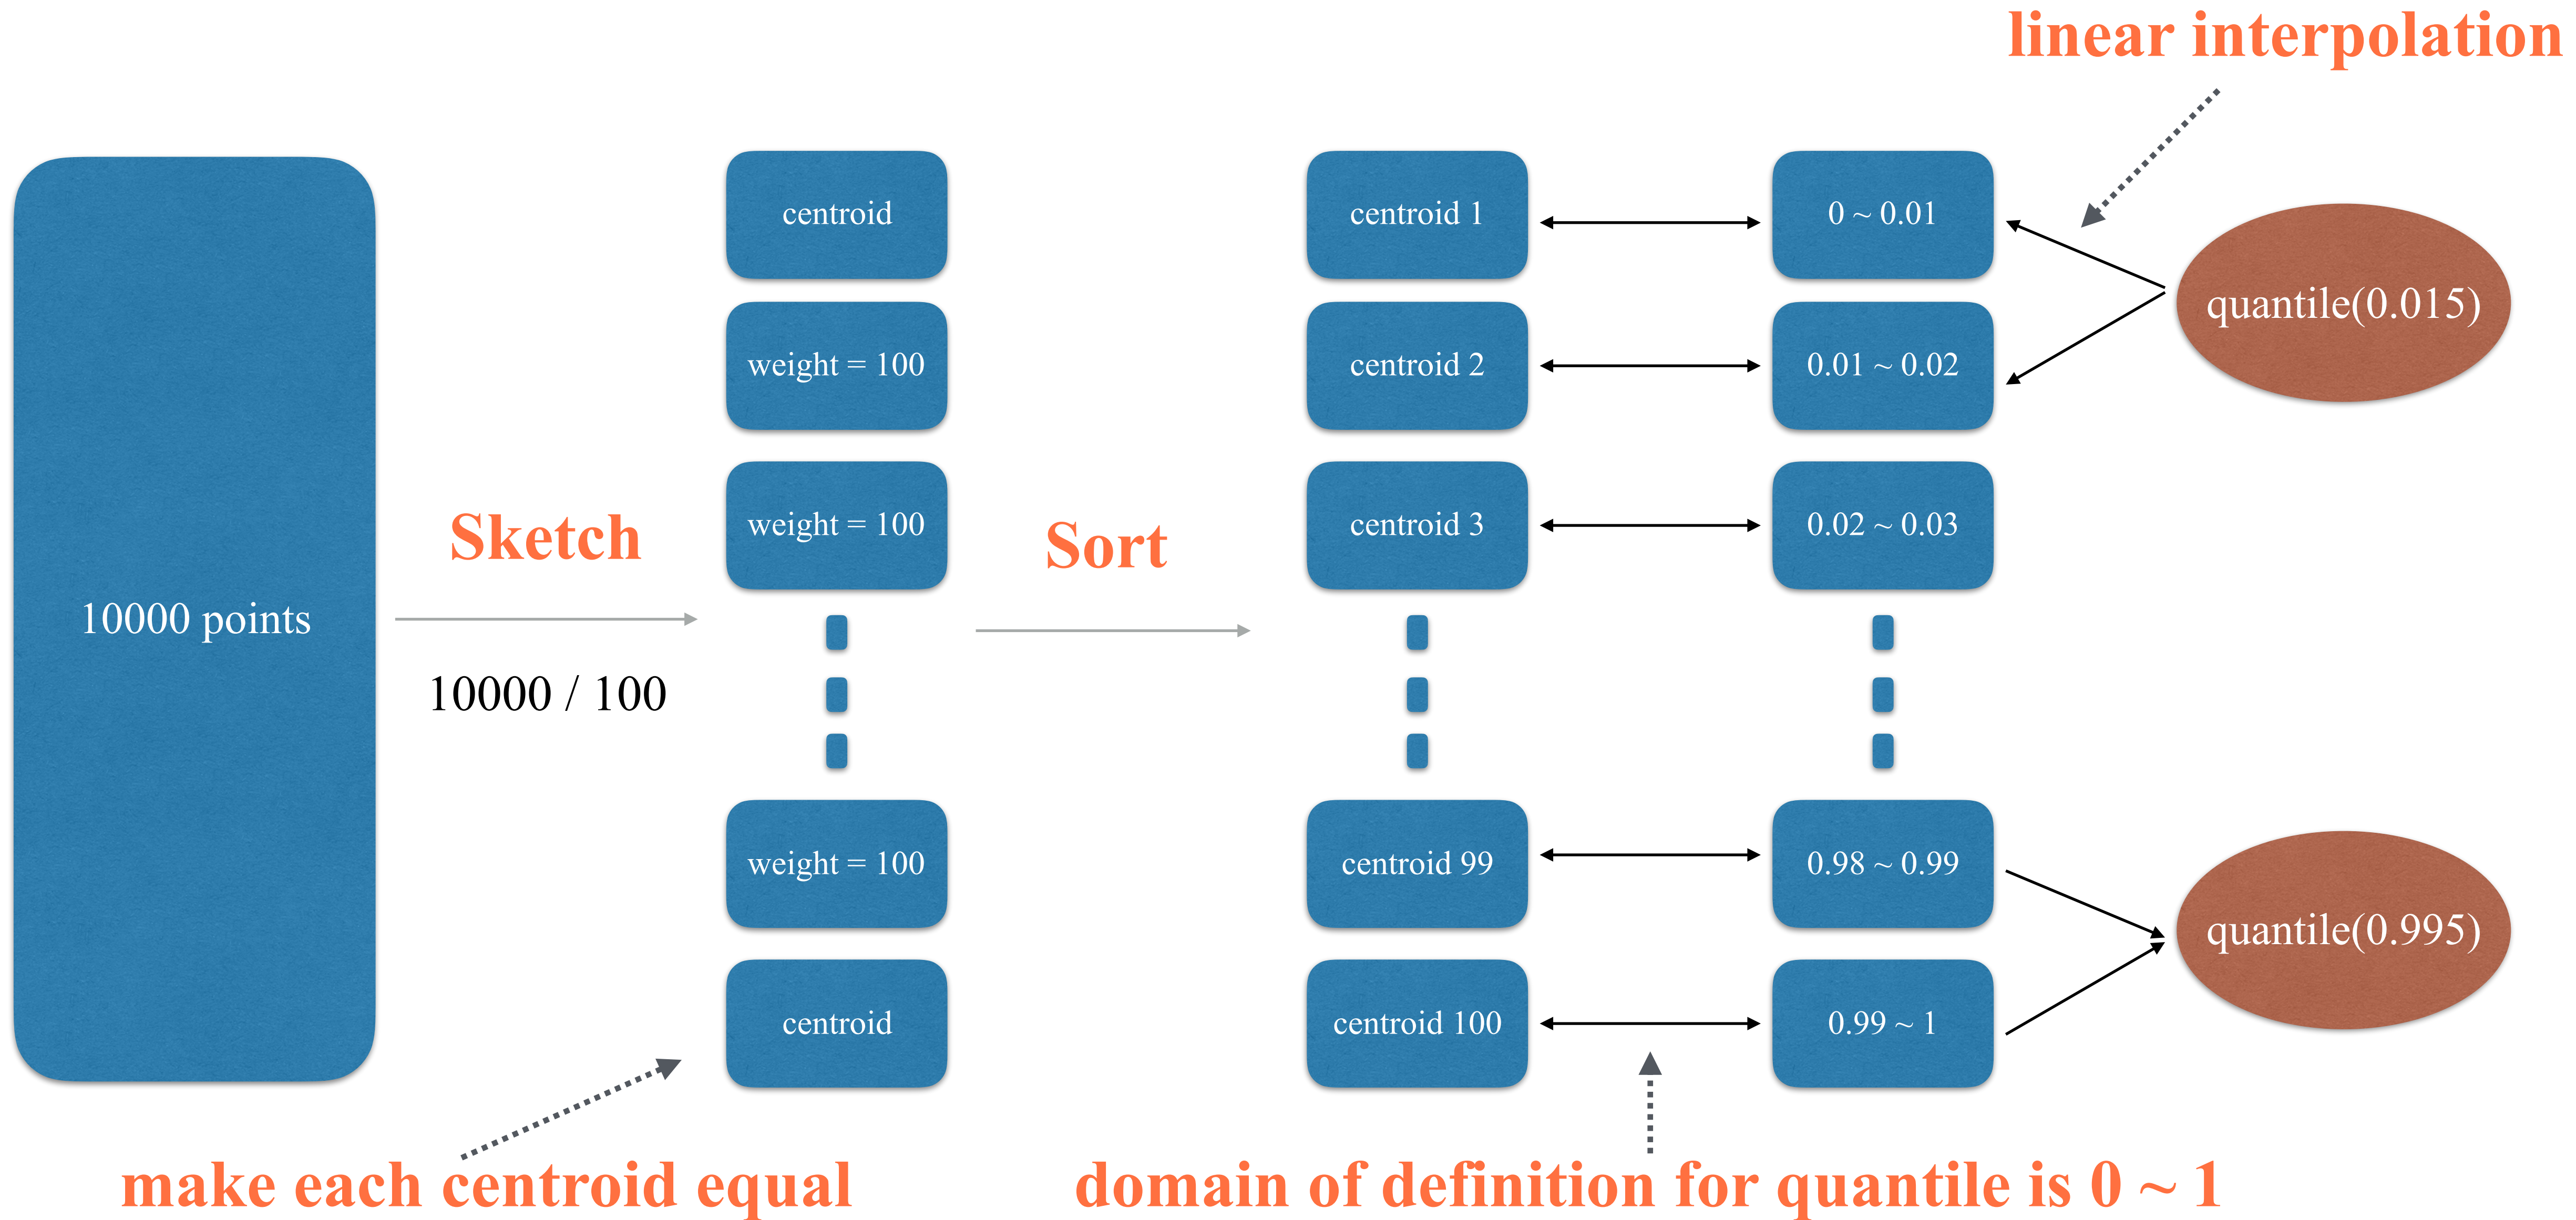 linear interpolation
10000 points
Sketch
10000 / 100
centroid
weight = 100
weight = 100
weight = 100
centroid
make each centroid equal
Sort
centroid 1
centroid 2
centroid 3
centroid 99
centroid 100
0 ~ 0.01
0.01 ~ 0.02
0.02 ~ 0.03
0.98 ~ 0.99
0.99 ~ 1
domain of definition for quantile is 0 ~ 1
quantile(0.015)
quantile(0.995)